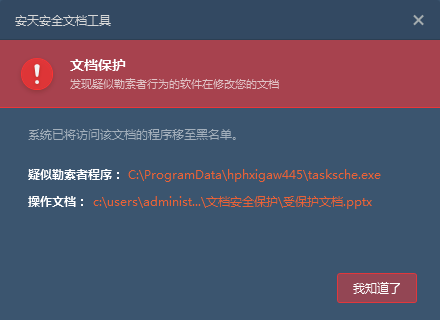 安天安全文档工具
文档保护
发现疑似勒索者行为的软件在修改您的文档
系统已将访问该文档的程序移至黑名单。
疑似勒索者程序： C:\ProgramData\hphxigaw445\tasksche.exe
操作文档： c:\users\administ...\文档安全保护\受保护文档.pptx
我知道了